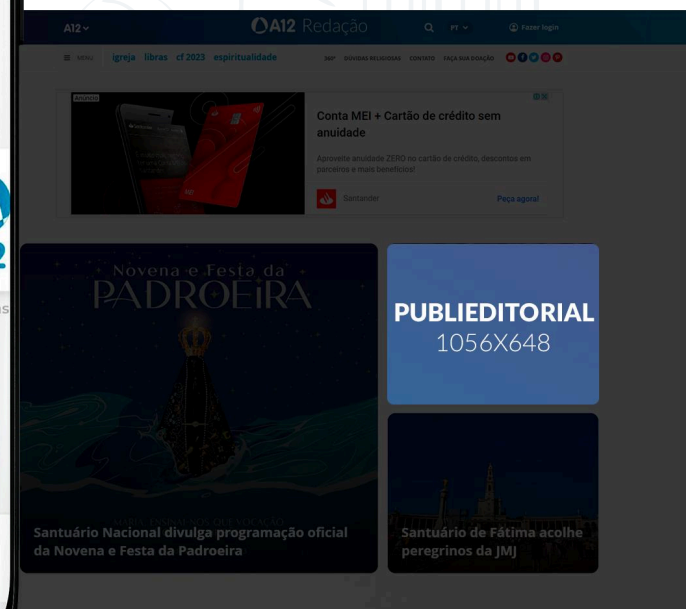 A12
A12 Redação
PT
Fazer login
MENU
igreja libras cf 2023 espiritualidade
360° DÚVIDAS RELIGIOSAS CONTATO FAÇA SUA DOAÇÃO
Anúncio
Conta MEI + Cartão de crédito sem
anuidade
Aproveite anuidade ZERO no cartão de crédito, descontos em
parceiros e mais benefícios!
Santander
Peça agora!
Novena e Festa da
PADROEIRA
PUBLIEDITORIAL
1056X648
Santuário Nacional divulga programação oficial
da Novena e Festa da Padroeira
Santuário de Fátima acolhe
peregrinos da JMJ